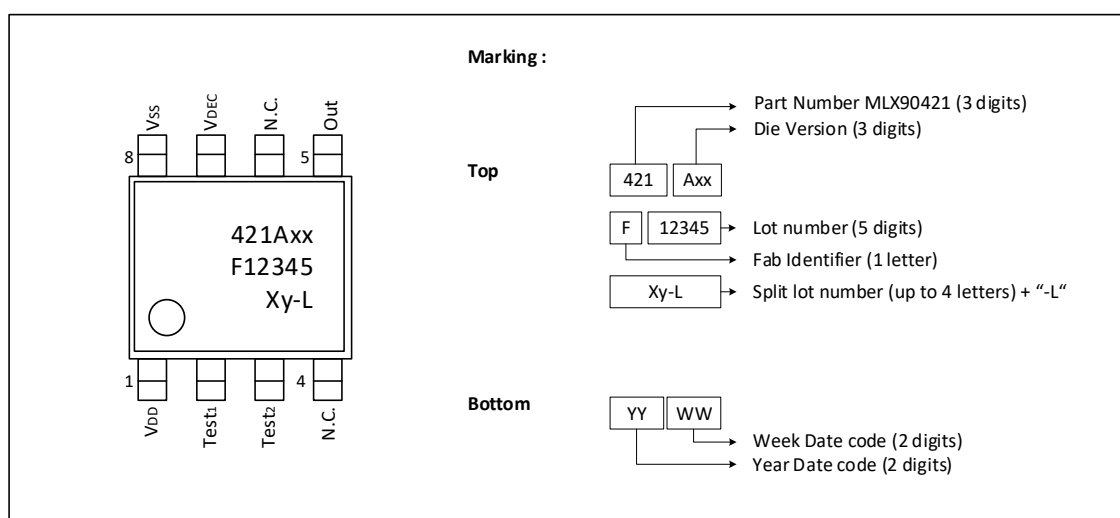 Marking :
VSS
VDEC
N.C.
Out
8
5
421Axx
F12345
Xy-L
1
4
VDD
Test1
Test2
N.C.
Part Number MLX90421 (3 digits)
Die Version (3 digits)
Top
421 Axx
F 12345 Lot number (5 digits)
Fab Identifier (1 letter)
Xy-L Split lot number (up to 4 letters) + “-L“
Bottom
YY WW
Week Date code (2 digits)
Year Date code (2 digits)